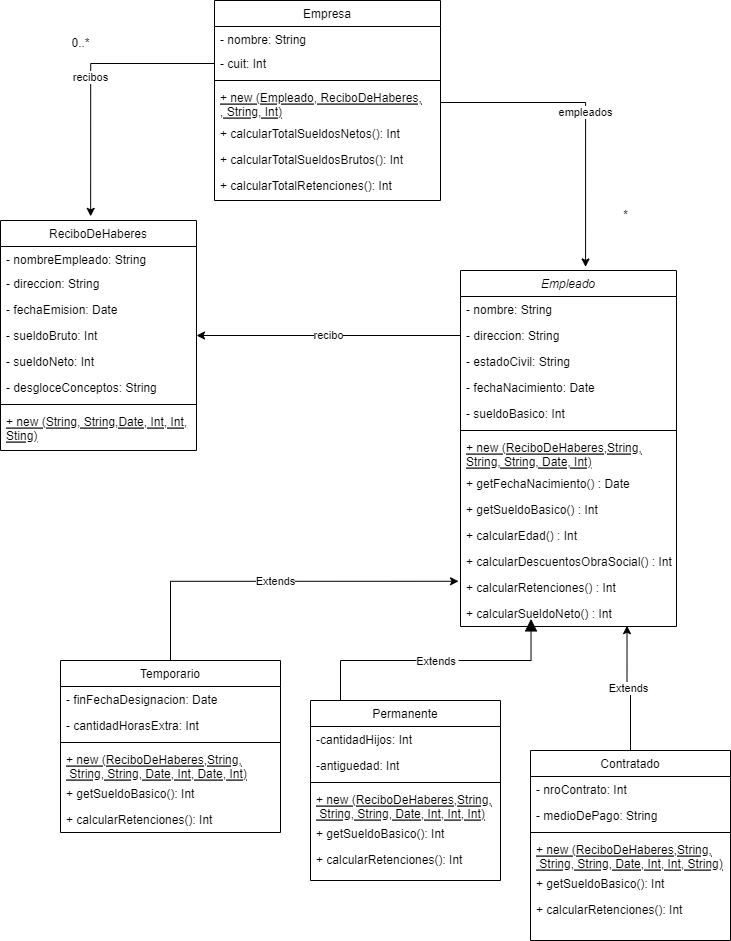 Empresa
- nombre: String
- cuit: Int
+ new (Empleado, ReciboDeHaberes,
, String, Int)
+ calcularTotalSueldosNetos(): Int
+ calcularTotalSueldosBrutos(): Int
+ calcularTotalRetenciones(): Int
0..*
recibos
empleados
*
ReciboDeHaberes
- nombreEmpleado: String
- direccion: String
- fechaEmision: Date
- sueldoBruto: Int
- sueldoNeto: Int
- desgloceConceptos: String
+ new (String, String,Date, Int, Int,
Sting)
recibo
Empleado
- nombre: String
- direccion: String
- estadoCivil: String
- fechaNacimiento: Date
- sueldoBasico: Int
+ new (ReciboDeHaberes,String,
String, String, Date, Int)
+ getFechaNacimiento() : Date
+ getSueldoBasico() : Int
+ calcularEdad() : Int
+ calcularDescuentosObraSocial() : Int
+ calcularRetenciones() : Int
+ calcularSueldoNeto() : Int
Extends
Extends
Extends
Temporario
- finFechaDesignacion: Date
- cantidadHorasExtra: Int
+ new (ReciboDeHaberes,String,
String, String, Date, Int, Date, Int)
+ getSueldoBasico(): Int
+ calcularRetenciones(): Int
Permanente
-cantidadHijos: Int
-antiguedad: Int
+ new (ReciboDeHaberes,String,
String, String, Date, Int, Int, Int)
+ getSueldoBasico(): Int
+ calcularRetenciones(): Int
Contratado
- nroContrato: Int
- medioDePago: String
+ new (ReciboDeHaberes,String,
String, String, Date, Int, Int, String)
+ getSueldoBasico(): Int
+ calcularRetenciones(): Int